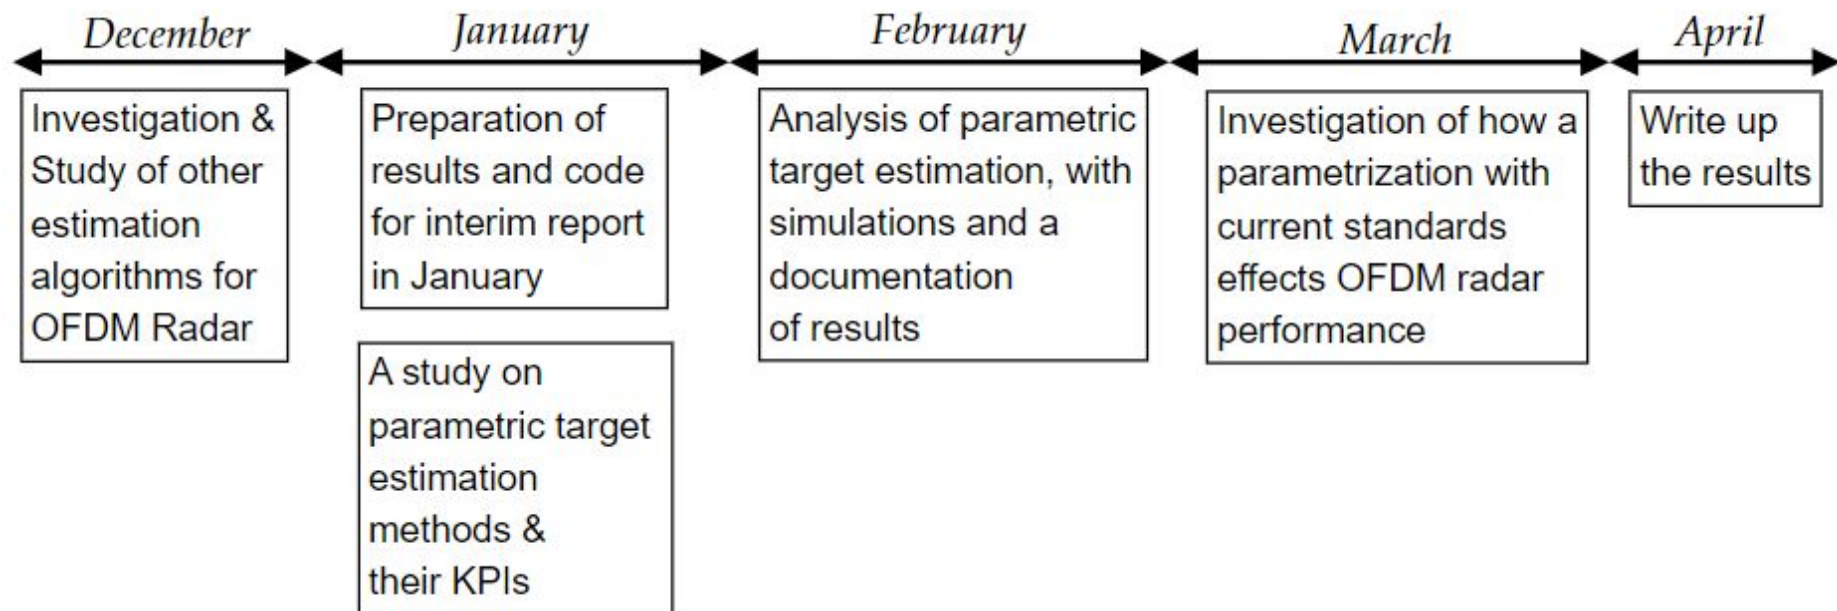 December
January
February
March
April
Investigation &
Study of other
estimation
algorithms for
OFDM Radar
Preparation of
results and code
for interim report
in January
A study on
parametric target
estimation
methods &
their KPIs
Analysis of parametric
target estimation, with
simulations and a
documentation
of results
Investigation of how a
parametrization with
current standards
effects OFDM radar
performance
Write up
the results